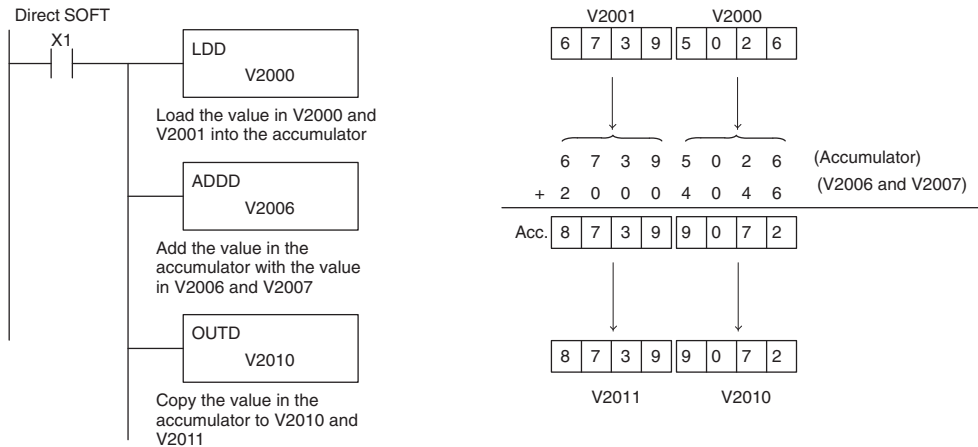 Direct SOFT
X1
LDD
V2000
Load the value in V2000 and
V2001 into the accumulator
ADDD
V2006
Add the value in the
accumulator with the value
in V2006 and V2007
OUTD
V2010
Copy the value in the
accumulator to V2010 and
V2011
V2001 V2000
6 7 3 9 5 0 2 6
6 7 3 9 5 0 2 6 (Accumulator)
+ 2 0 0 0 4 0 4 6 (V2006 and V2007)
Acc. 8 7 3 9 9 0 7 2
8 7 3 9 9 0 7 2
V2011 V2010